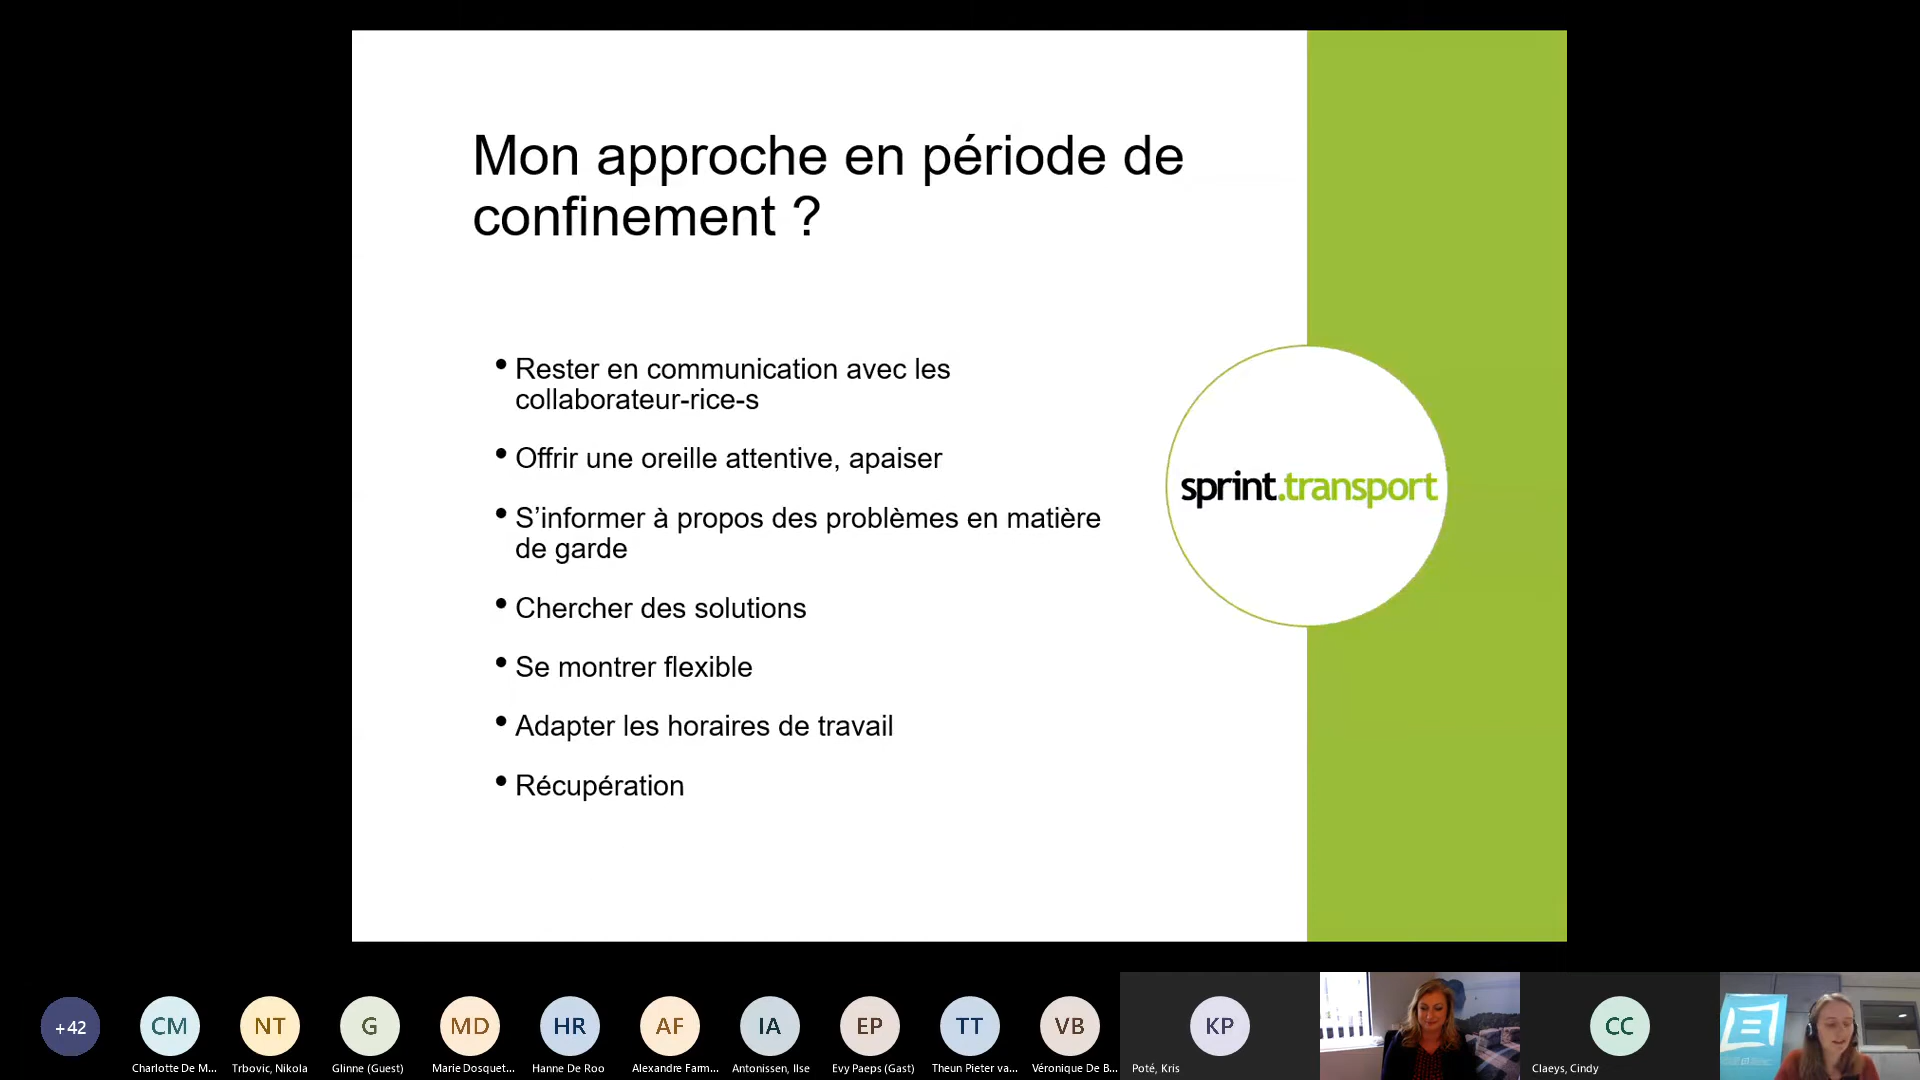 Mon approche en période de
confinement ?
• Rester en communication avec les
collaborateur-rice-s
• Offrir une oreille attentive, apaiser
• S’informer à propos des problèmes en matière
de garde
• Chercher des solutions
• Se montrer flexible
• Adapter les horaires de travail
• Récupération
sprint.transport
+42
CM
NT
G
MD
HR
AF
IA
EP
TT
VB
KP
CC
Charlotte De M...
Trbovic, Nikola
Glinne (Guest)
Marie Dosquet...
Hanne De Roo
Alexandre Farm...
Antonissen, Ilse
Evy Paeps (Gast)
Theun Pieter va...
Véronique De B...
Poté, Kris
Claeys, Cindy